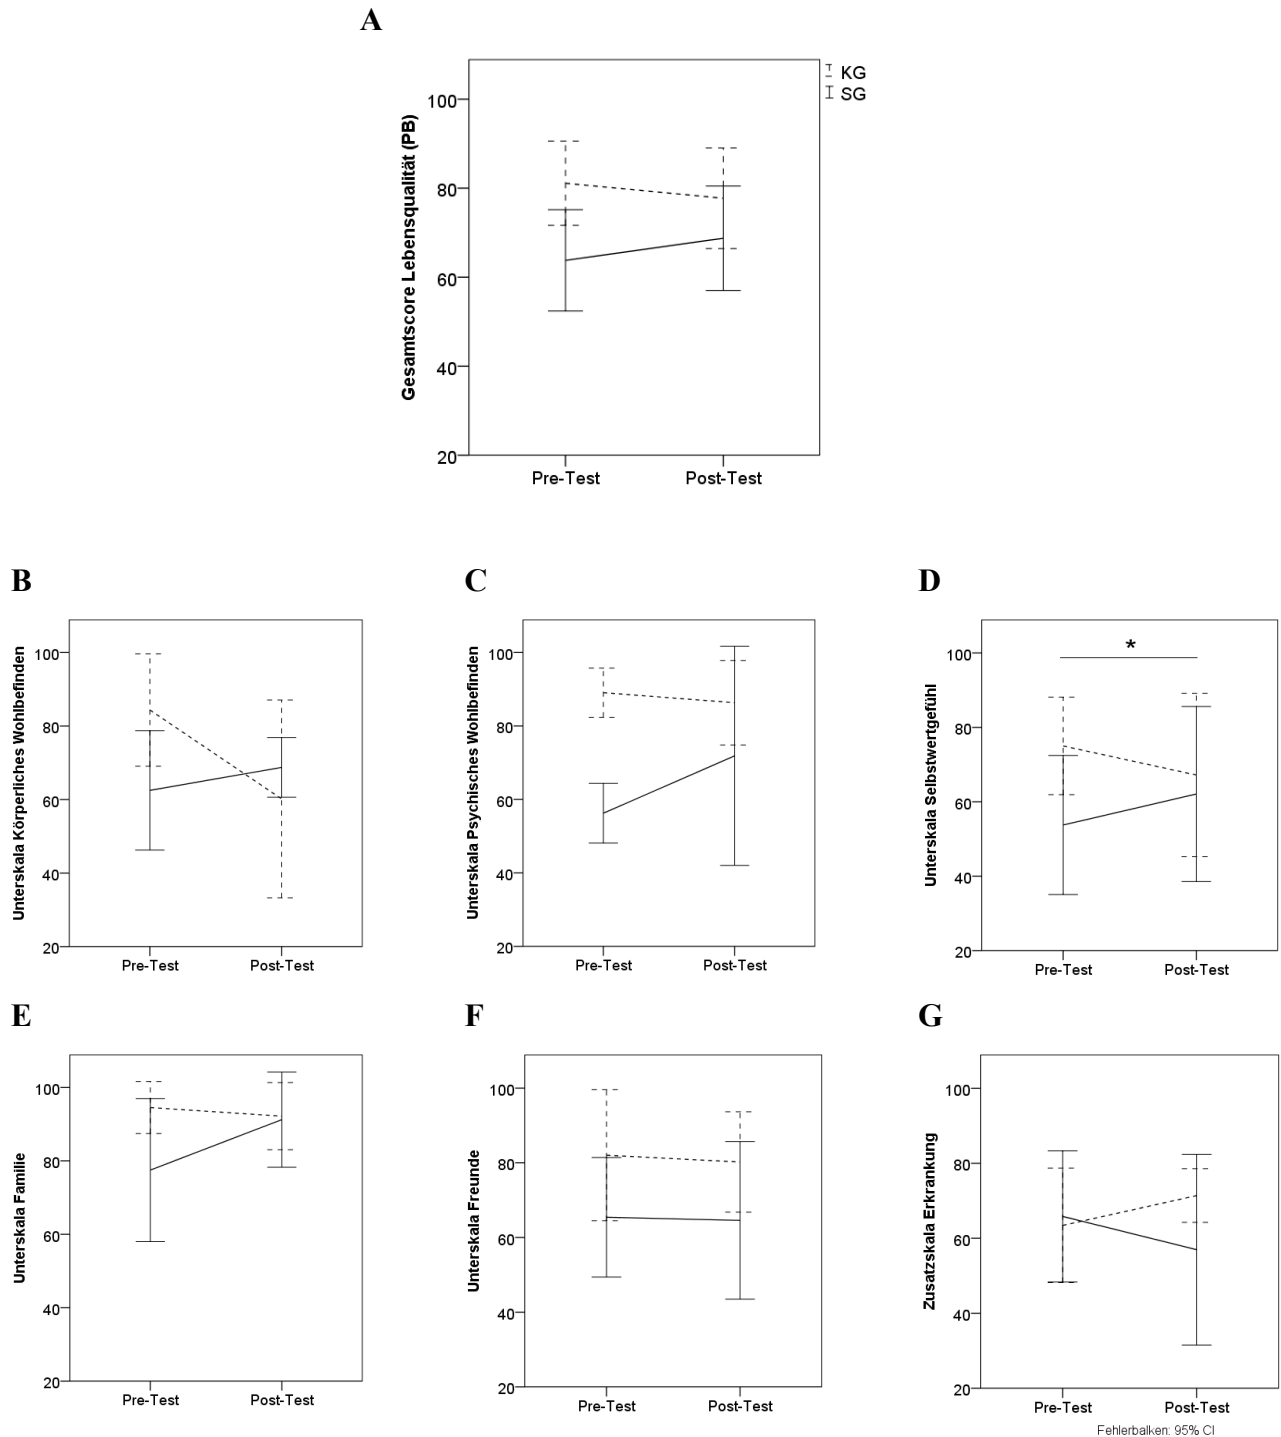 A
KG
SG
Gesamtscore Lebensqualität (PB)
100
80
60
40
20
Pre-Test Post-Test
B
Unterskala Körperliches Wohlbefinden
100
80
60
40
20
Pre-Test Post-Test
C
Unterskala Psychisches Wohlbefinden
100
80
60
40
20
Pre-Test Post-Test
D
Unterskala Selbstwertgefühl
*
100
80
60
40
20
Pre-Test Post-Test
E
Unterskala Familie
100
80
60
40
20
Pre-Test Post-Test
F
Unterskala Freunde
100
80
60
40
20
Pre-Test Post-Test
G
Zusatzskala Erkrankung
100
80
60
40
20
Pre-Test Post-Test
Fehlerbalken: 95% CI